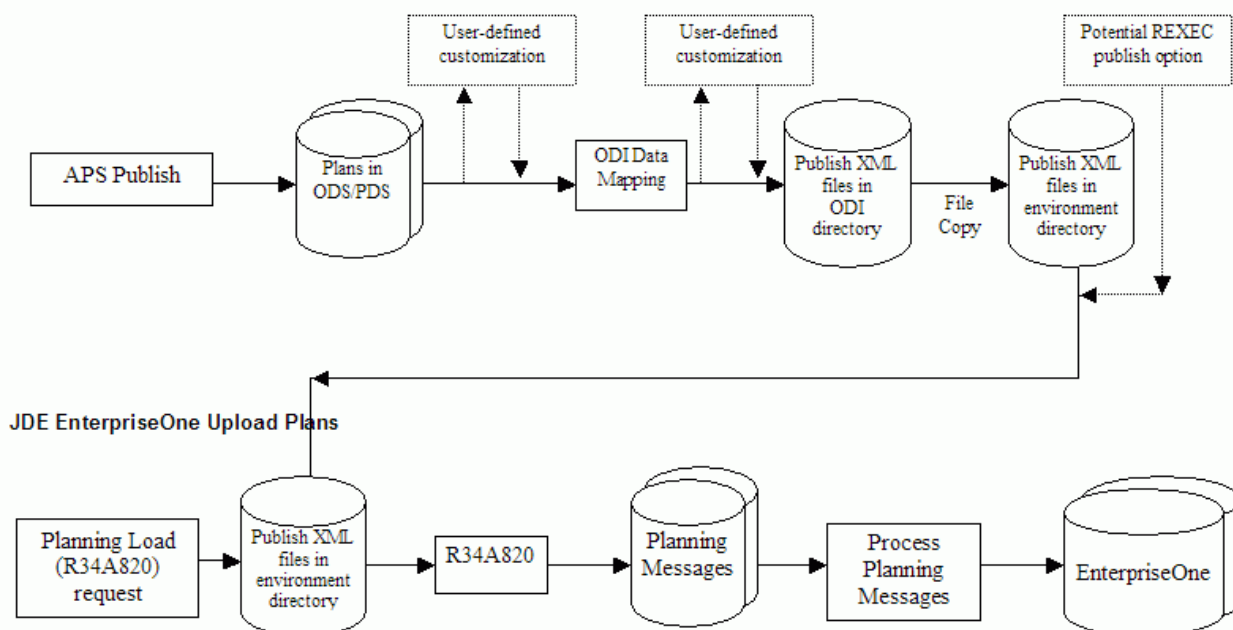 User-defined
customization
User-defined
customization
Potential REXEC
publish option
APS Publish
Plans in
ODS/PDS
ODI Data
Mapping
Publish XML
files in
ODI
directory
File
Copy
Publish XML
files in
environment
directory
JDE EnterpriseOne Upload Plans
Planning Load
(R34A820)
request
Publish XML
files in
environment
directory
R34A820
Planning
Messages
Process
Planning
Messages
EnterpriseOne